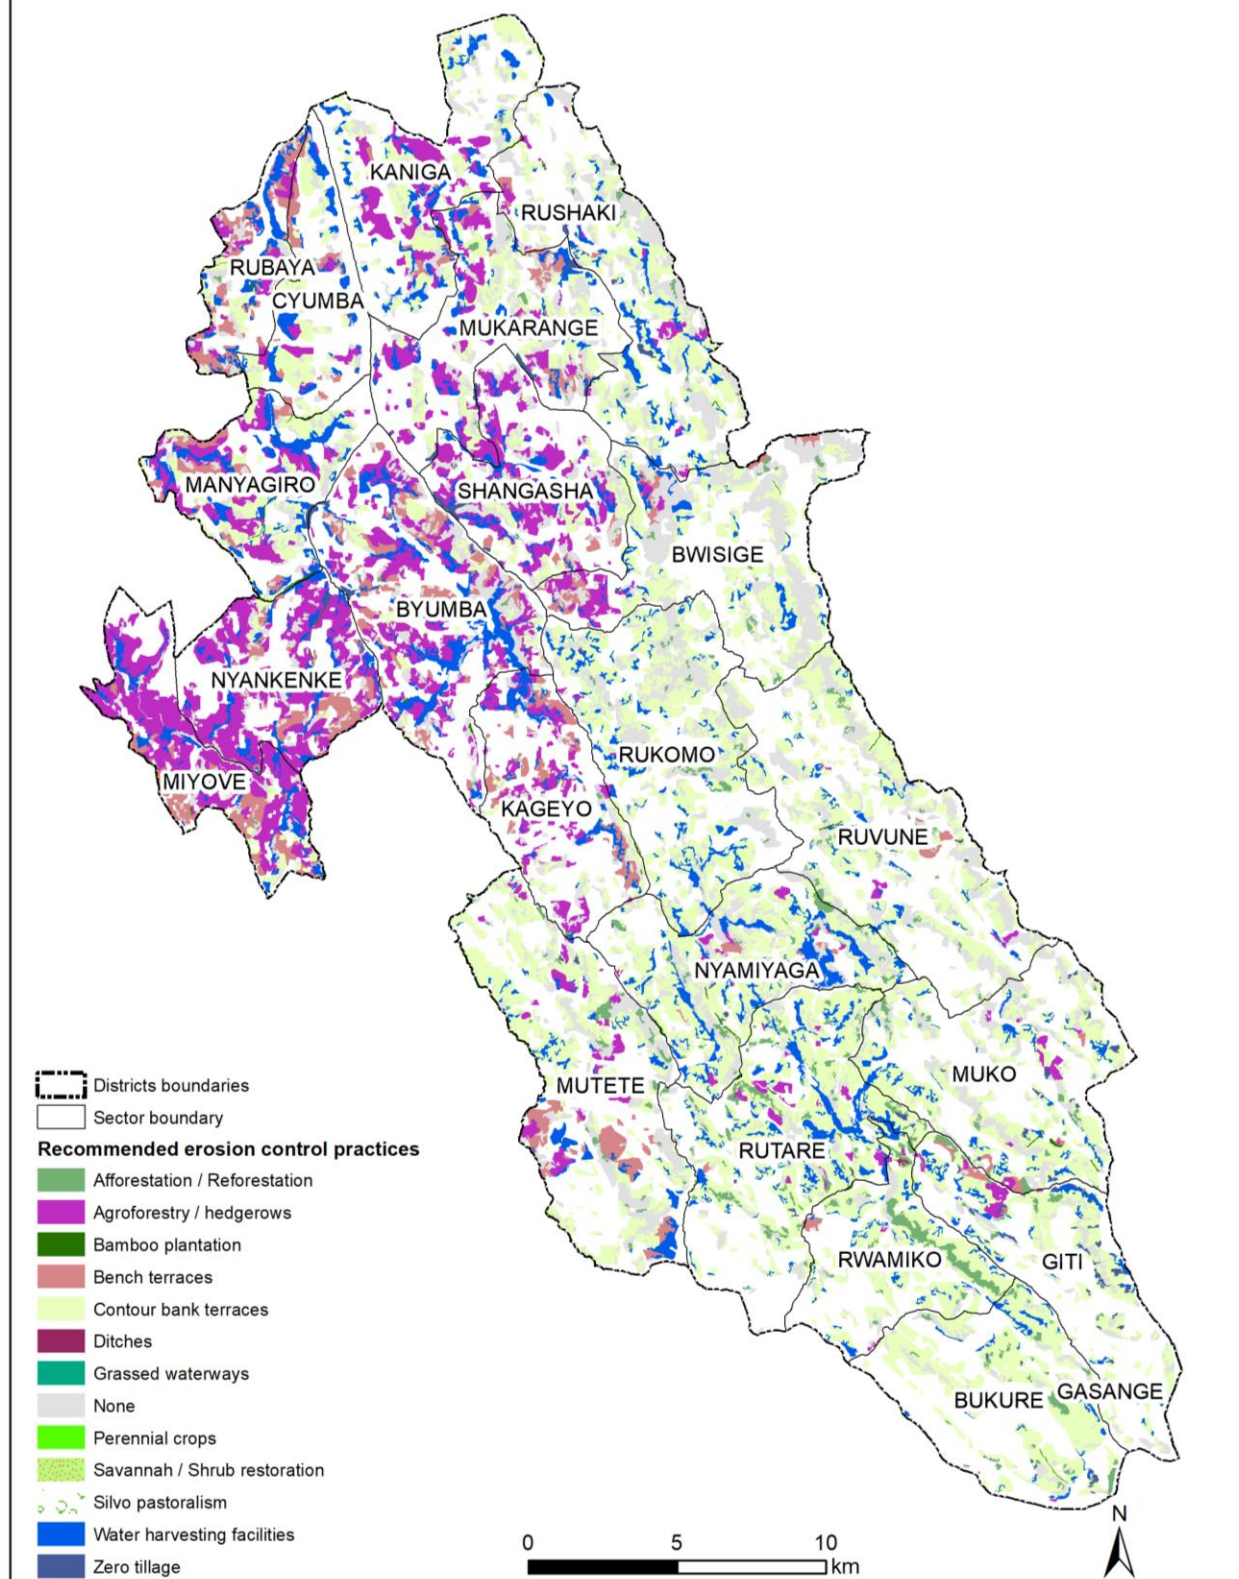 KANIGA
RUSHAKI
RUBAYA
CYUMBA
MUKARANGE
MANYAGIRO
SHANGASHA
BWISIGE
BYUMBA
NYANKENKE
RUKOMO
MIYOVE
KAGEYO
RUVUNE
NYAMIYAGA
MUKO
MUTETE
RUTARE
RWAMIKO
GITI
BUKURE
GASANGE
Districts boundaries
Sector boundary
Recommended erosion control practices
Afforestation / Reforestation
Agroforestry / hedgerows
Bamboo plantation
Bench terraces
Contour bank terraces
Ditches
Grassed waterways
None
Perennial crops
Savannah / Shrub restoration
Silvo pastoralism
Water harvesting facilities
Zero tillage
0 5 10
km
N